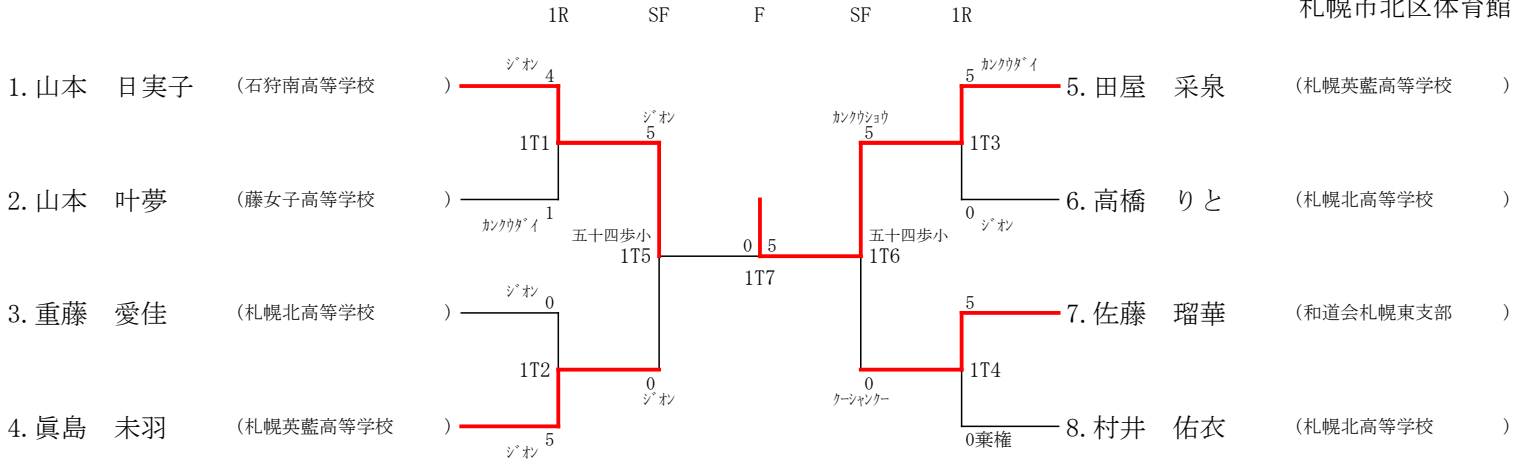 札幌市北区体育館
1R SF F SF 1R
ジオン 4 5 カンクウダイ
1.山本 日実子 (石狩南高等学校 ) 5.田屋 采泉 (札幌英藍高等学校 )
ジオン カンクウショウ
5 5
1T1 1T3
2.山本 叶夢 (藤女子高等学校 ) 6.高橋 りと (札幌北高等学校 )
カンクウダイ 1 0 ジオン
五十四歩小 五十四歩小
1T5 0 5 1T6
1T7
ジオン 0 5
3.重藤 愛佳 (札幌北高等学校 ) 7.佐藤 瑠華 (和道会札幌東支部 )
1T2 1T4
0 0
ジオン クーシャンクー
4.眞島 未羽 (札幌英藍高等学校 ) 8.村井 佑衣 (札幌北高等学校 )
ジオン 5 0棄権